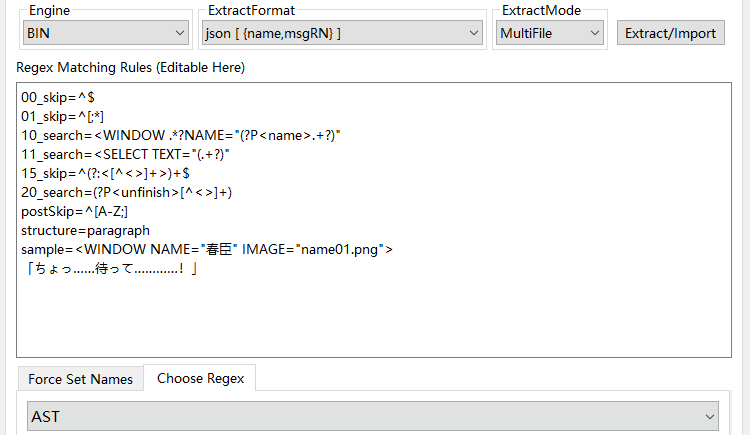 Engine
ExtractFormat
ExtractMode
BIN
json [ {name,msgRN} ]
MultiFile
Extract/Import
Regex Matching Rules (Editable Here)
00_skip=^$
01_skip=^[;*]
10_search=<WINDOW .*?NAME="(?P<name>.+?)"
11_search=<SELECT TEXT="(.+?)"
15_skip=^(?:<[^<>]+>)+$
20_search=(?P<unfinish>[^<>]+)
postSkip=^[A-Z;]
structure=paragraph
sample=<WINDOW NAME="春臣" IMAGE="name01.png">
「ちょっ……待って…………！」
Force Set Names
Choose Regex
AST